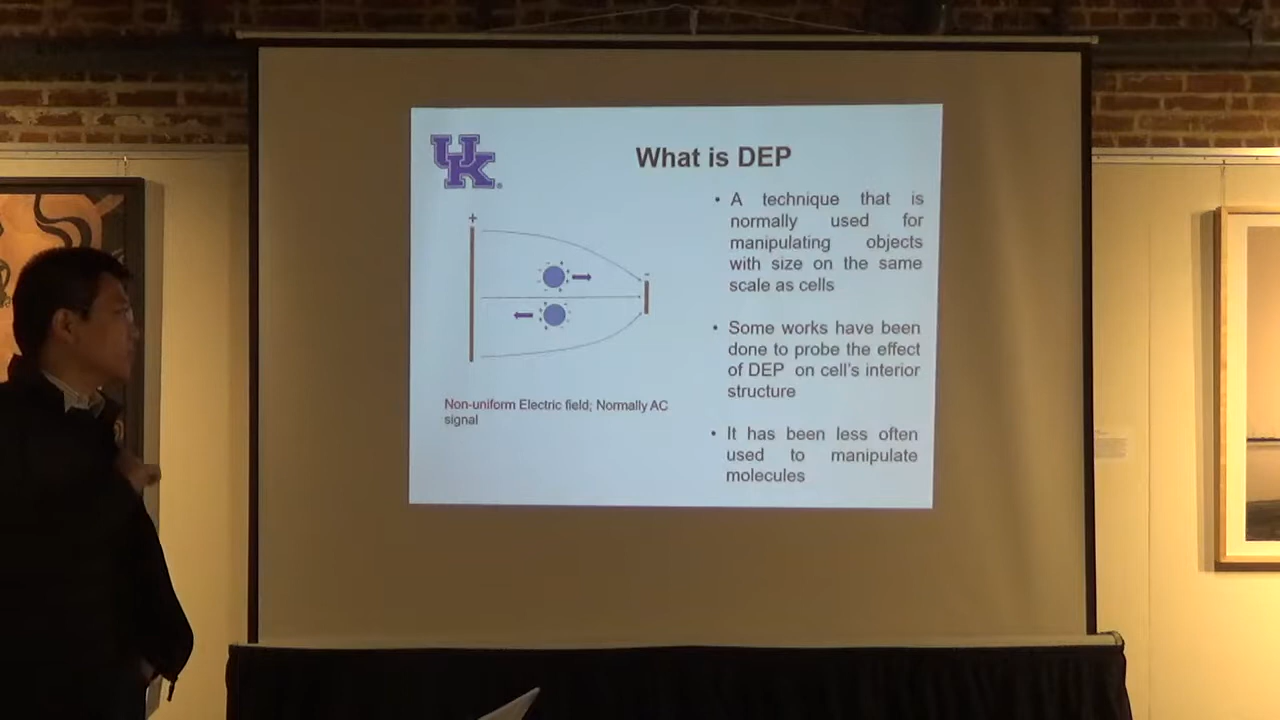 UK
What is DEP
+
-
Non-uniform Electric field; Normally AC
signal
• A technique that is
normally used for
manipulating objects
with size on the same
scale as cells
• Some works have been
done to probe the effect
of DEP on cell's interior
structure
• It has been less often
used to manipulate
molecules